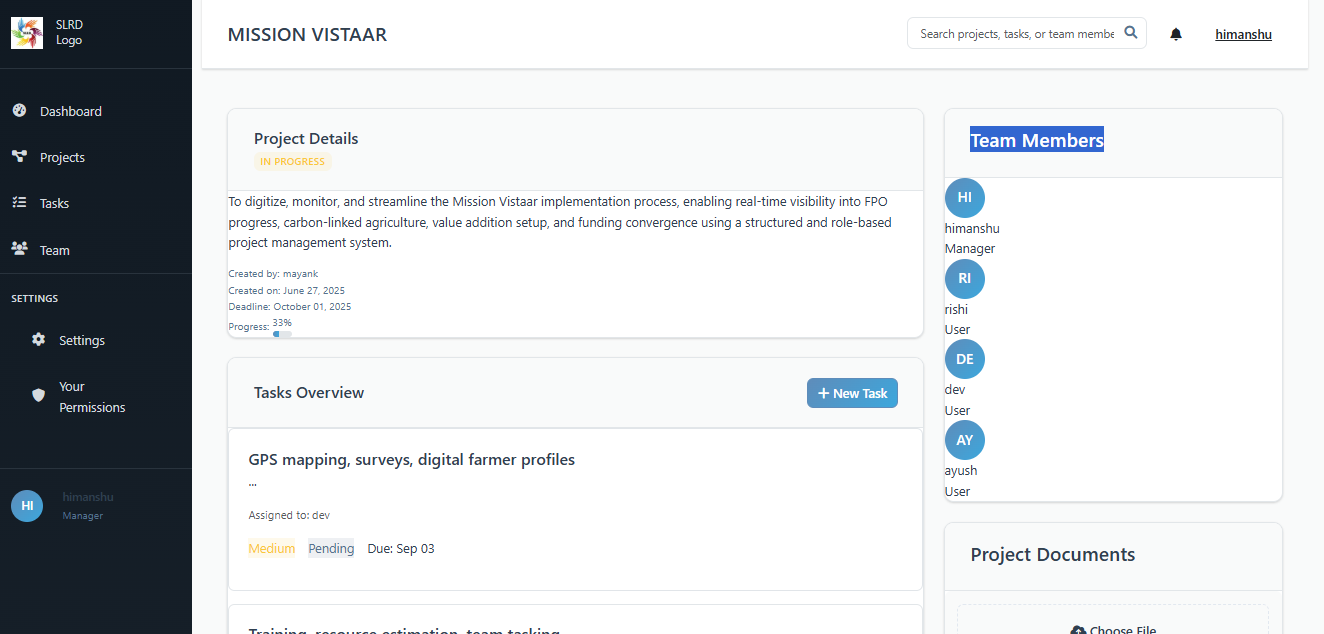 SLRD
Logo
Dashboard
Projects
Tasks
Team
SETTINGS
Settings
Your
Permissions
HI
himanshu
Manager
MISSION VISTAAR
Search projects, tasks, or team membe
himanshu
Project Details
IN PROGRESS
To digitize, monitor, and streamline the Mission Vistaar implementation process, enabling real-time visibility into FPO
progress, carbon-linked agriculture, value addition setup, and funding convergence using a structured and role-based
project management system.
Created by: mayank
Created on: June 27, 2025
Deadline: October 01, 2025
Progress: 33%
Tasks Overview
+ New Task
GPS mapping, surveys, digital farmer profiles
...
Assigned to: dev
Medium Pending Due: Sep 03
Training, resource estimation, team tasking
Team Members
HI
himanshu
Manager
RI
rishi
User
DE
dev
User
AY
ayush
User
Project Documents
Choose File